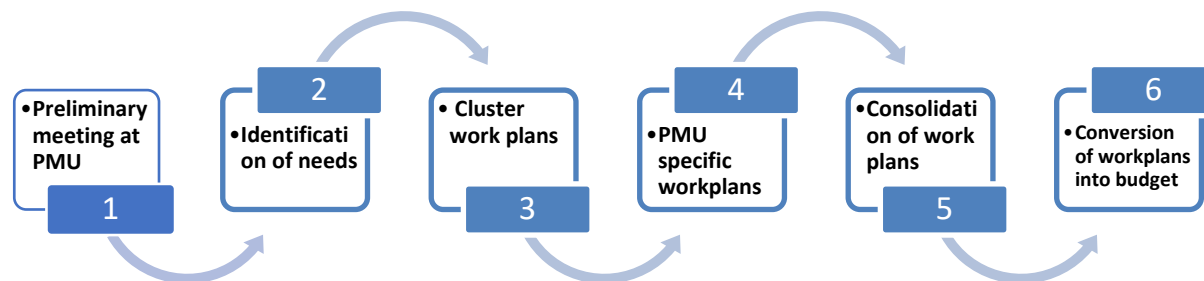 •Preliminary
meeting at
PMU
1
2
•Identificati
on of needs
• Cluster
work plans
3
4
•PMU
specific
workplans
•Consolidati
on of work
plans
5
6
•Conversion
of workplans
into budget